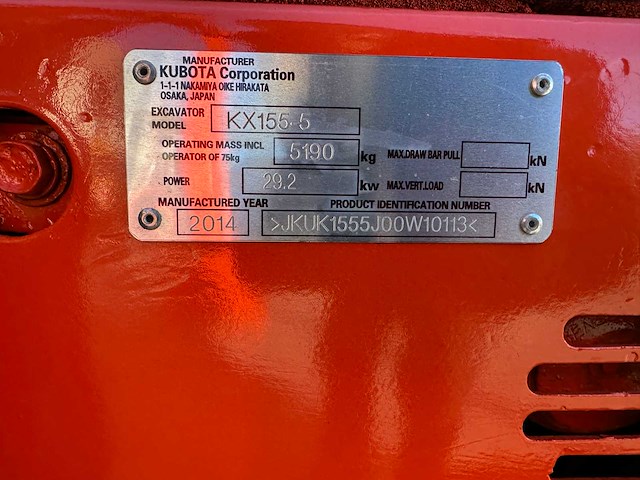 MANUFACTURER
KUBOTA Corporation
1-1-1 NAKAMIYA OIKE HIRAKATA
OSAKA, JAPAN
EXCAVATOR MODEL KX155-5
OPERATING MASS INCL OPERATOR OF 75kg 5190 kg MAX.DRAW BAR PULL kN
POWER 29.2 kw MAX.VERT.LOAD kN
MANUFACTURED YEAR PRODUCT IDENTIFICATION NUMBER
2014 >JKUK1555J00W10113<